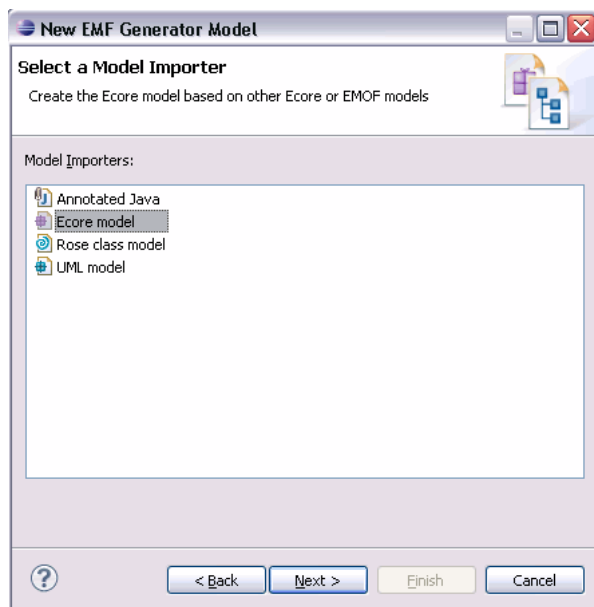 New EMF Generator Model
Select a Model Importer
Create the Ecore model based on other Ecore or EMOF models
Model Importers:
Annotated Java
Ecore model
Rose class model
UML model
? < Back Next > Finish Cancel